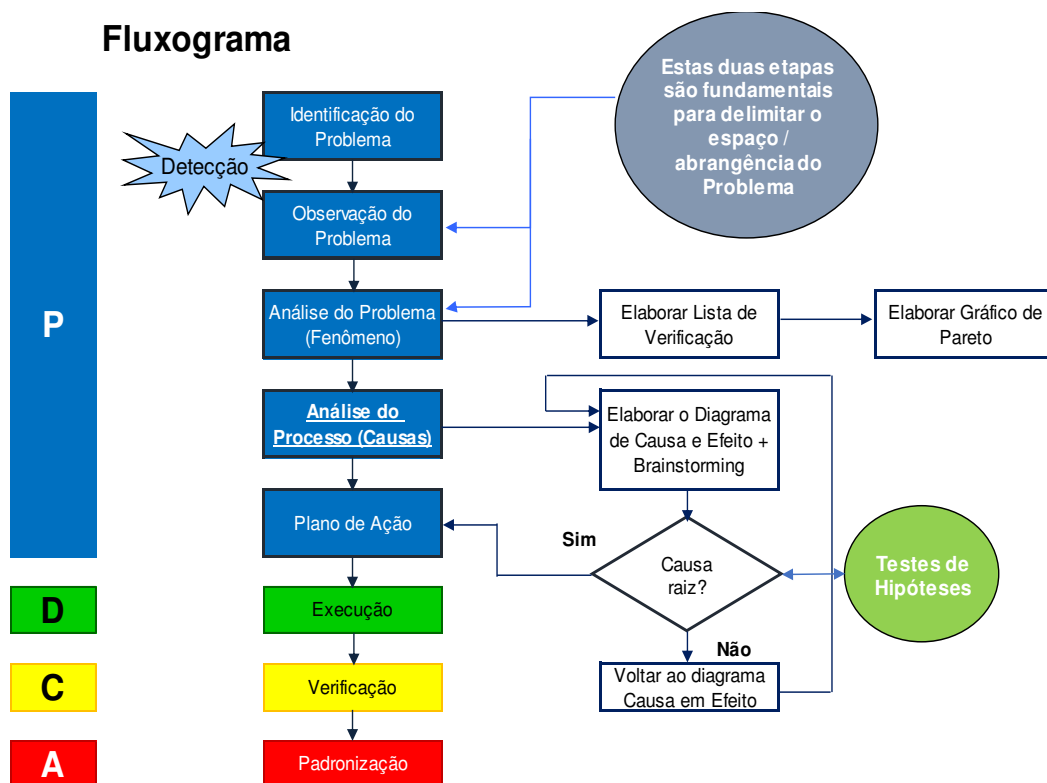 Fluxograma
Estas duas etapas
são fundamentais
para delimitar o
espaço /
abrangência do
Problema
Identificação do
Problema
Detecção
Observação do
Problema
P
Análise do Problema
(Fenômeno)
Elaborar Lista de
Verificação
Elaborar Gráfico de
Pareto
Análise do
Processo (Causas)
Elaborar o Diagrama
de Causa e Efeito +
Brainstorming
Plano de Ação
Sim
Causa
raiz?
Testes de
Hipóteses
D
Execução
Não
Voltar ao diagrama
Causa em Efeito
C
Verificação
A
Padronização